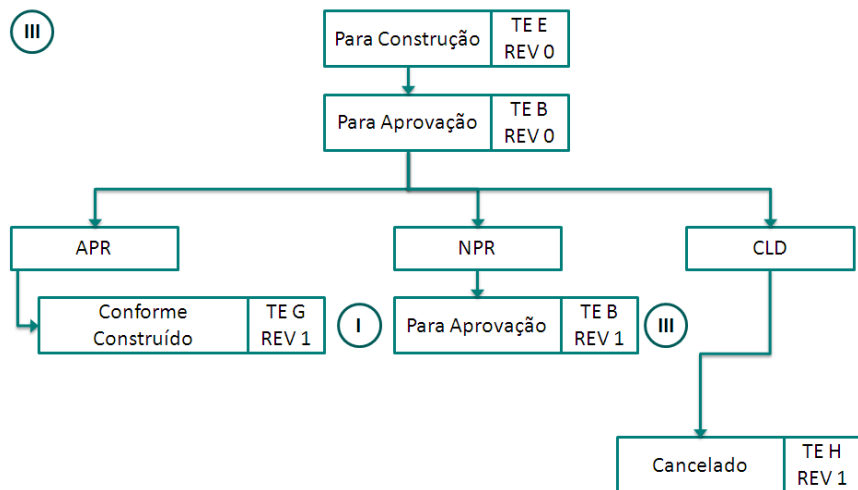 III
Para Construção
TE E
REV 0
Para Aprovação
TE B
REV 0
APR
NPR
CLD
Conforme
Construído
TE G
REV 1
I
Para Aprovação
TE B
REV 1
III
Cancelado
TE H
REV 1